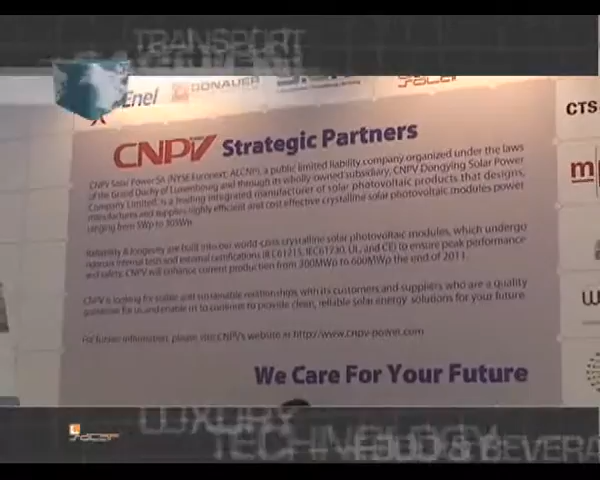 TRANSPORT
Enel
DONAUER
CNPV Strategic Partners
CTS
CNPV Solar Power SA (NYSE Euronext: ALCNP), a public limited liability company organized under the laws
of the Grand Duchy of Luxembourg and through its wholly owned subsidiary, CNPV Dongying Solar Power
Company Limited, is a leading integrated manufacturer of solar photovoltaic products that designs,
manufactures and supplies highly efficient and cost effective crystalline solar photovoltaic modules power
ranging from 5Wp to 305Wp.
Reliability & longevity are built into our world-class crystalline solar photovoltaic modules, which undergo
rigorous internal tests and external certifications (IEC61215, IEC61730, UL, and CE) to ensure peak performance
and safety. CNPV will enhance current production from 300MWp to 600MWp the end of 2011.
CNPV is looking for stable and sustainable relationships, with its customers and suppliers who are a quality
guarantee for us and enable us to continue to provide clean, reliable solar energy solutions for your future.
For further information, please visit CNPV's website at http://www.cnpv-power.com
We Care For Your Future
LUXURY
TECHNOLOGY
FOOD & BEVERA